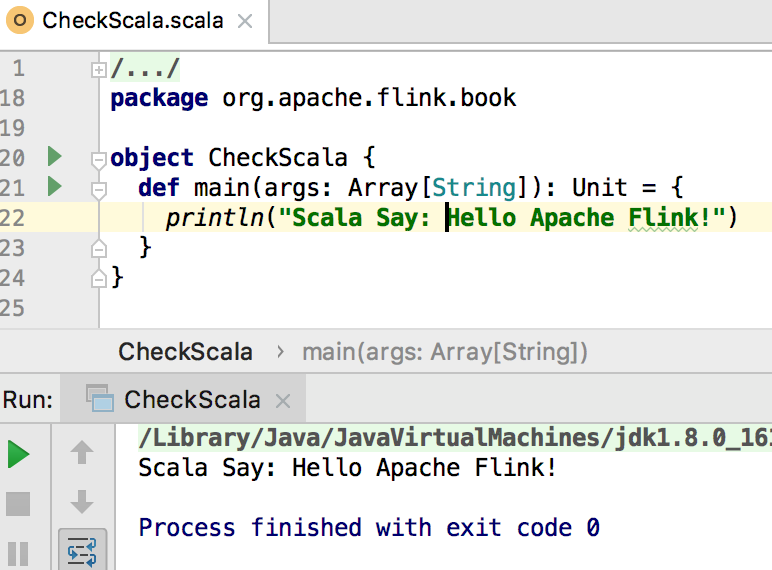 CheckScala.scala
1 /.../
18 package org.apache.flink.book
19
20 object CheckScala {
21 def main(args: Array[String]): Unit = {
22 println("Scala Say: Hello Apache Flink!")
23 }
24 }
25
CheckScala › main(args: Array[String])
Run: CheckScala
/Library/Java/JavaVirtualMachines/jdk1.8.0_161
Scala Say: Hello Apache Flink!
Process finished with exit code 0